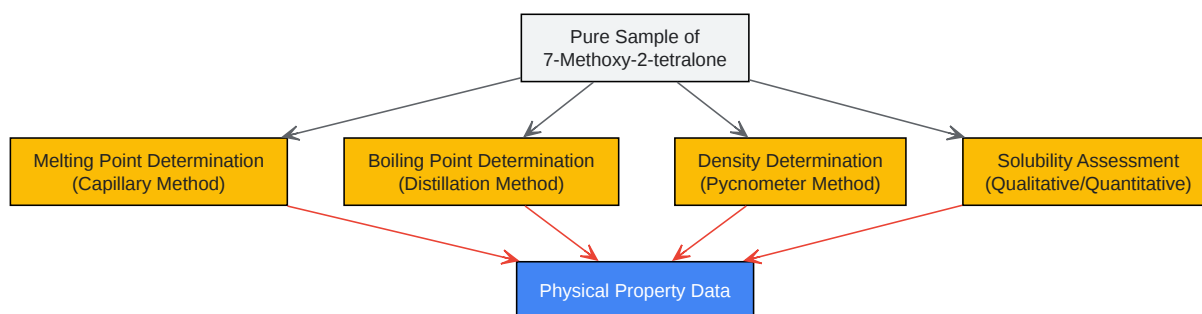 Pure Sample of
7-Methoxy-2-tetralone
Melting Point Determination
(Capillary Method)
Boiling Point Determination
(Distillation Method)
Density Determination
(Pycnometer Method)
Solubility Assessment
(Qualitative/Quantitative)
Physical Property Data